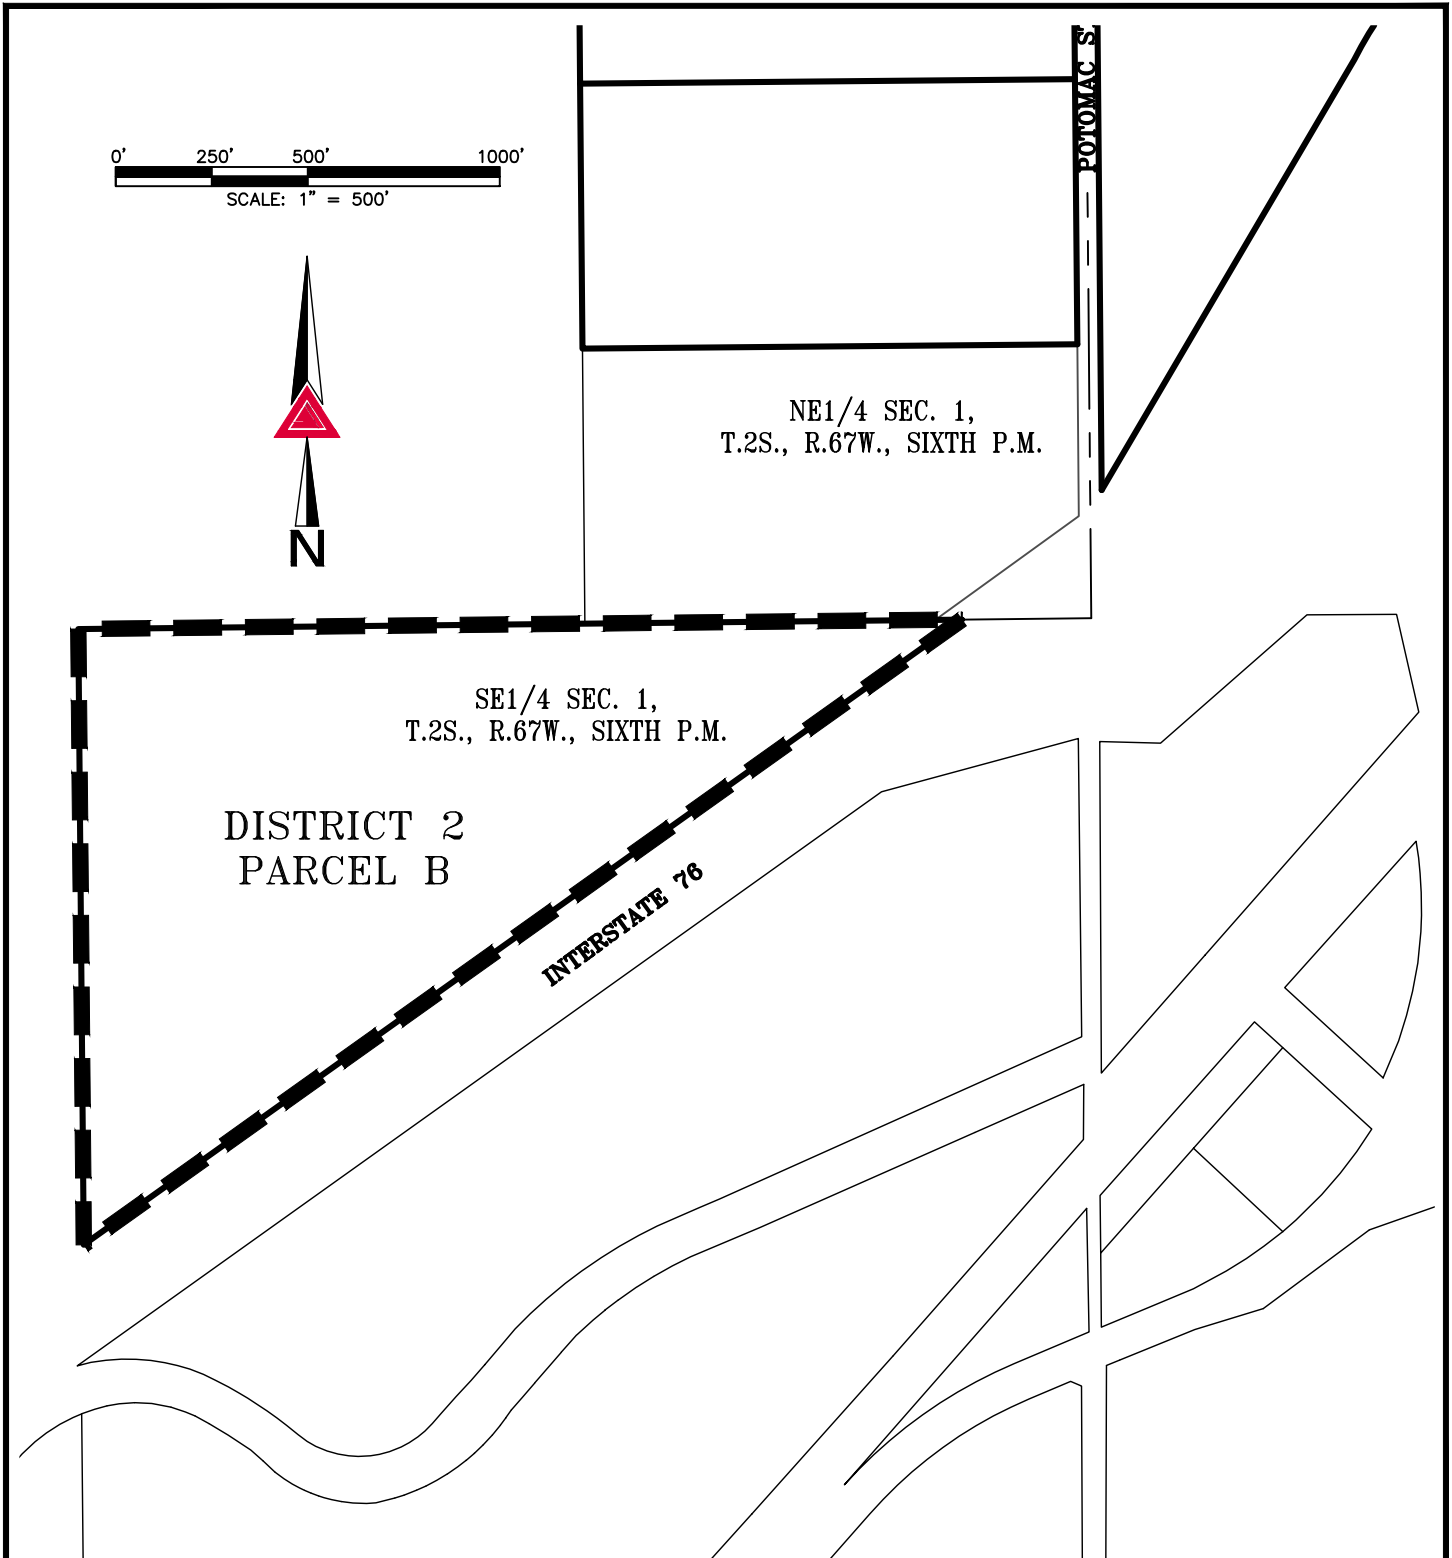 POTOMAC S
0' 250' 500' 1000'
SCALE: 1" = 500'
NE1/4 SEC. 1,
T.2S., R.67W., SIXTH P.M.
N
SE1/4 SEC. 1,
T.2S., R.67W., SIXTH P.M.
DISTRICT 2
PARCEL B
INTERSTATE 76